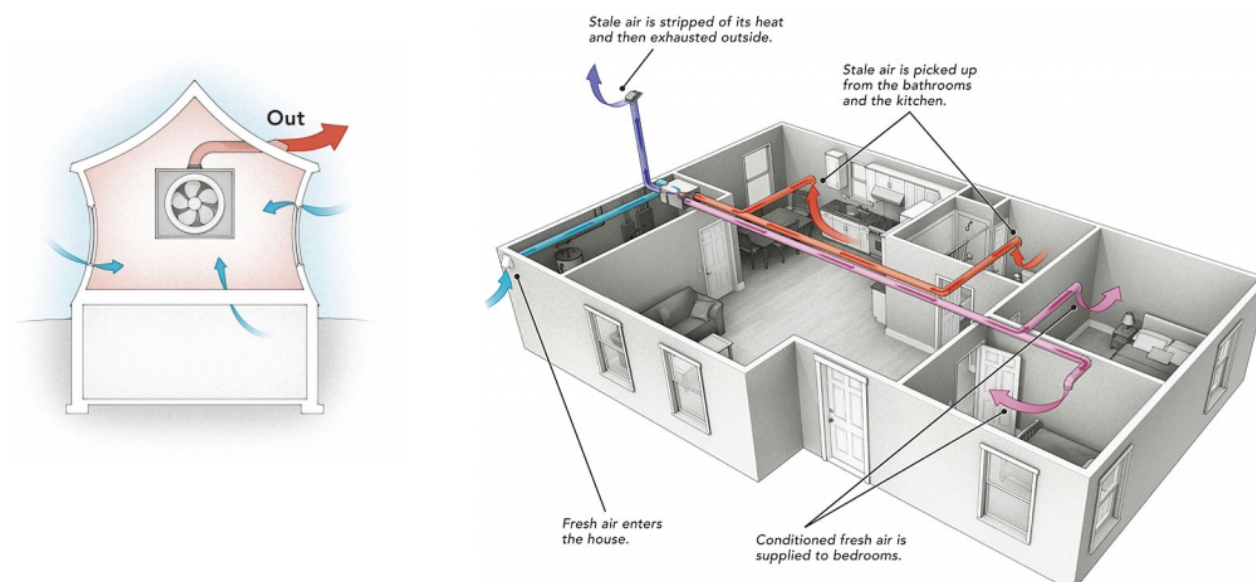 Out
Stale air is stripped of its heat
and then exhausted outside.
Stale air is picked up
from the bathrooms
and the kitchen.
Fresh air enters
the house.
Conditioned fresh air is
supplied to bedrooms.